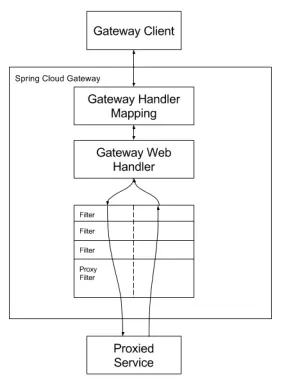 Gateway Client
Spring Cloud Gateway
Gateway Handler
Mapping
Gateway Web
Handler
Filter
Filter
Filter
Proxy
Filter
Proxied
Service